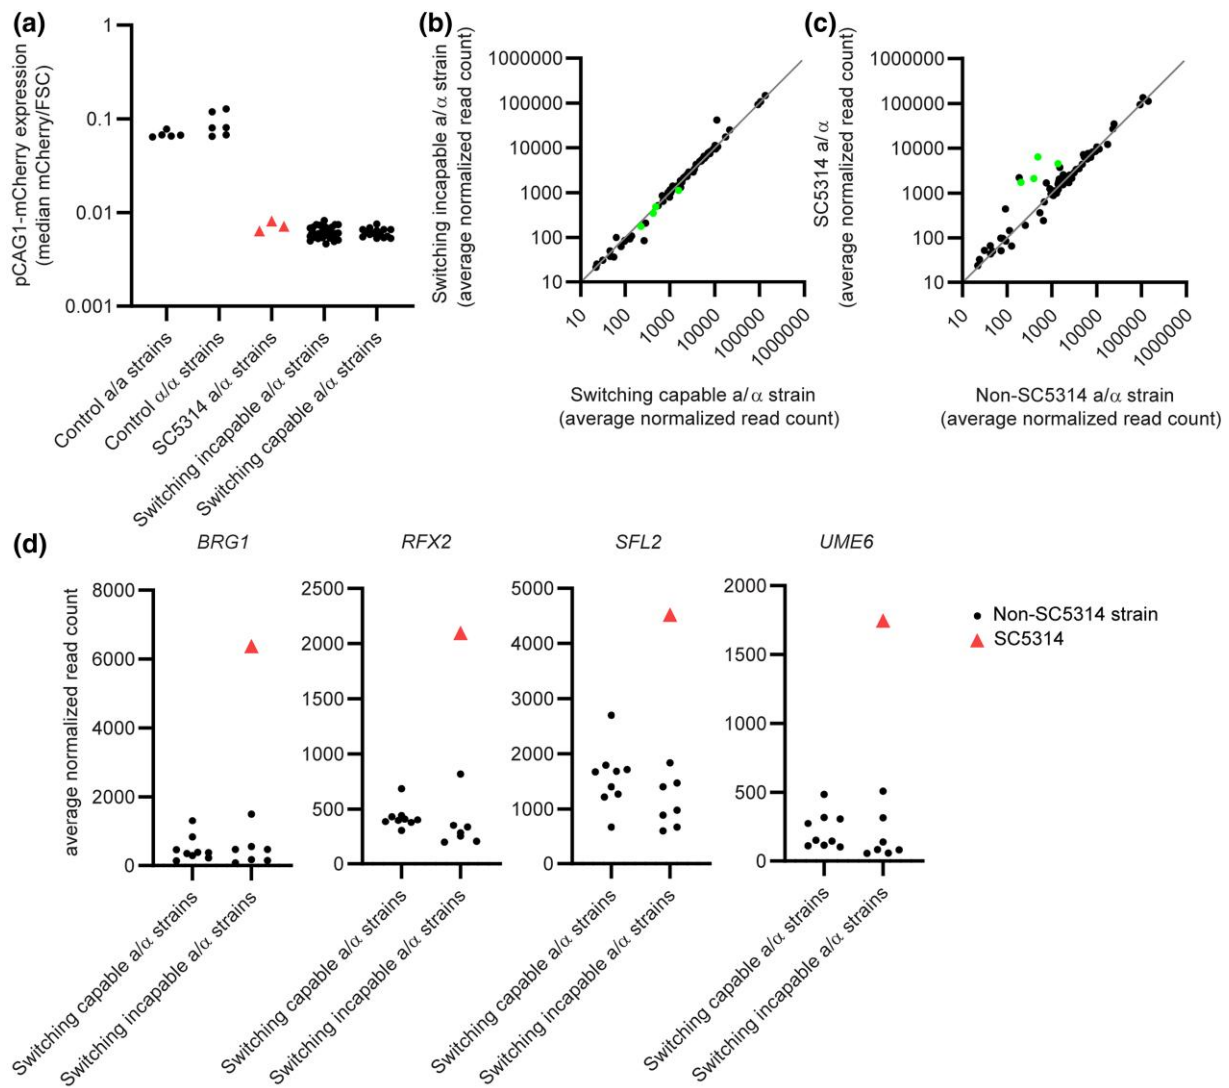 (a)
pCAG1-mCherry expression
(median mCherry/FSC)
1
0.1
0.01
0.001
Control a/a strains
Control α/α strains
SC5314 a/α strains
Switching incapable a/α strains
Switching capable a/α strains
(b)
Switching incapable a/α strain
(average normalized read count)
1000000
100000
10000
1000
100
10
10
100
1000
10000
100000
1000000
Switching capable a/α strain
(average normalized read count)
(c)
SC5314 a/α
(average normalized read count)
1000000
100000
10000
1000
100
10
10
100
1000
10000
100000
1000000
Non-SC5314 a/α strain
(average normalized read count)
(d)
average normalized read count
BRG1
8000
6000
4000
2000
0
Switching capable a/α strains
Switching incapable a/α strains
RFX2
2500
2000
1500
1000
500
0
Switching capable a/α strains
Switching incapable a/α strains
SFL2
5000
4000
3000
2000
1000
0
Switching capable a/α strains
Switching incapable a/α strains
UME6
2000
1500
1000
500
0
Switching capable a/α strains
Switching incapable a/α strains
Non-SC5314 strain
SC5314